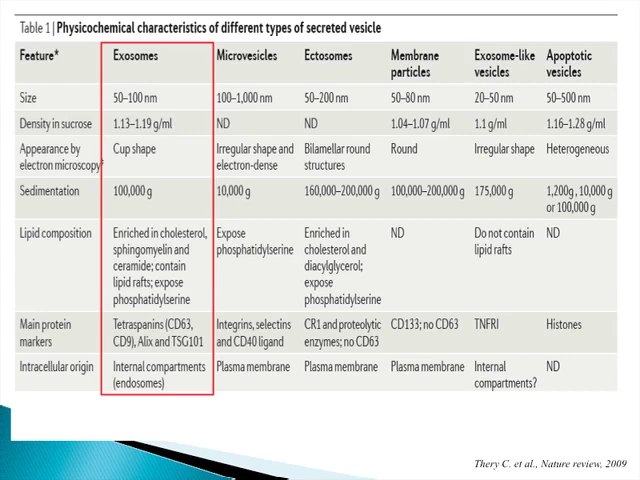 Table 1 | Physicochemical characteristics of different types of secreted vesicle
Feature* Exosomes Microvesicles Ectosomes Membrane particles Exosome-like vesicles Apoptotic vesicles
Size 50–100 nm 100–1,000 nm 50–200 nm 50–80 nm 20–50 nm 50–500 nm
Density in sucrose 1.13–1.19 g/ml ND ND 1.04–1.07 g/ml 1.1 g/ml 1.16–1.28 g/ml
Appearance by electron microscopy‡ Cup shape Irregular shape and electron-dense Bilamellar round structures Round Irregular shape Heterogeneous
Sedimentation 100,000 g 10,000 g 160,000–200,000 g 100,000–200,000 g 175,000 g 1,200g, 10,000 g or 100,000 g
Lipid composition Enriched in cholesterol, sphingomyelin and ceramide; contain lipid rafts; expose phosphatidylserine Expose phosphatidylserine Enriched in cholesterol and diacylglycerol; expose phosphatidylserine ND Do not contain lipid rafts ND
Main protein markers Tetraspanins (CD63, CD9), Alix and TSG101 Integrins, selectins and CD40 ligand CR1 and proteolytic enzymes; no CD63 CD133; no CD63 TNFRI Histones
Intracellular origin Internal compartments (endosomes) Plasma membrane Plasma membrane Plasma membrane Internal compartments? ND
Thery C. et al., Nature review, 2009